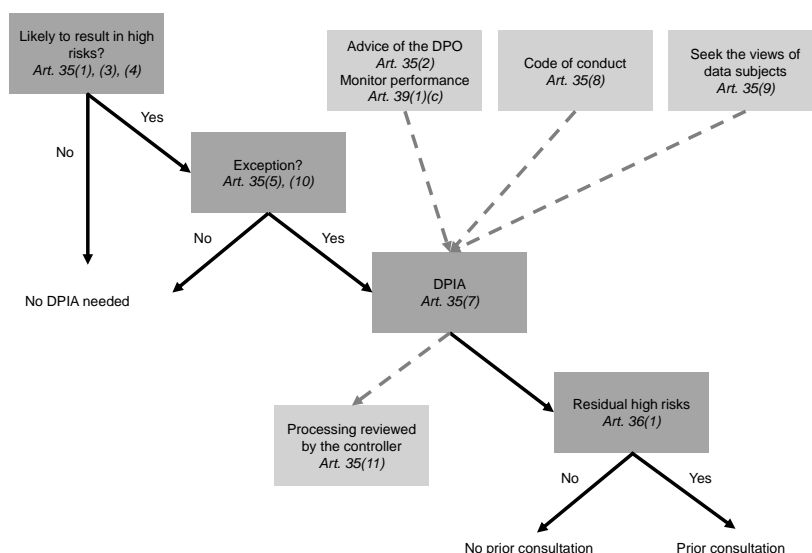 Likely to result in high
risks?
Art. 35(1), (3), (4)
Advice of the DPO
Art. 35(2)
Monitor performance
Art. 39(1)(c)
Code of conduct
Art. 35(8)
Seek the views of
data subjects
Art. 35(9)
No
Yes
Exception?
Art. 35(5), (10)
No
Yes
No DPIA needed
DPIA
Art. 35(7)
Processing reviewed
by the controller
Art. 35(11)
Residual high risks
Art. 36(1)
No
Yes
No prior consultation
Prior consultation